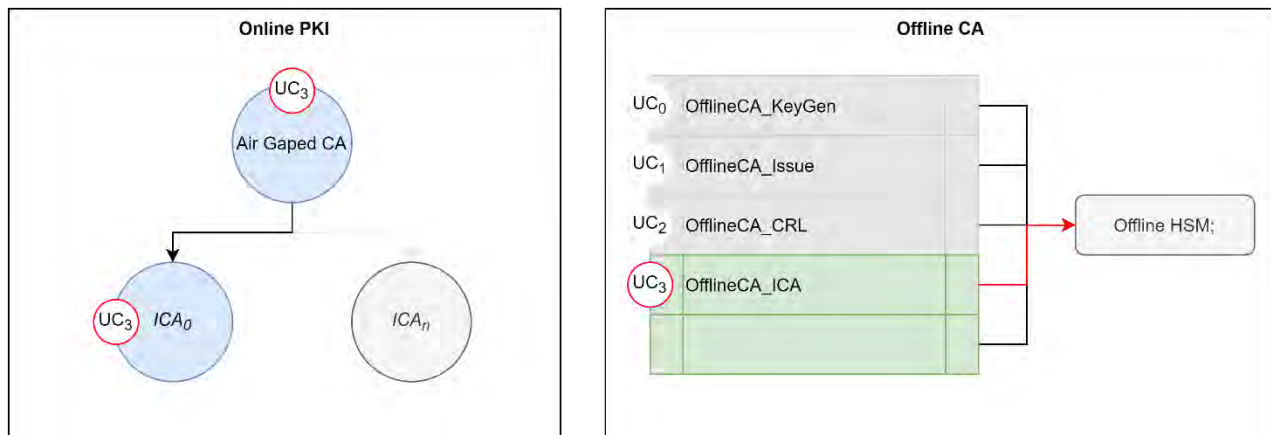 Online PKI
UC3
Air Gaped CA
UC3
ICA0
ICAn
Offline CA
UC0 OfflineCA_KeyGen
UC1 OfflineCA_Issue
UC2 OfflineCA_CRL
UC3 OfflineCA_ICA
Offline HSM;